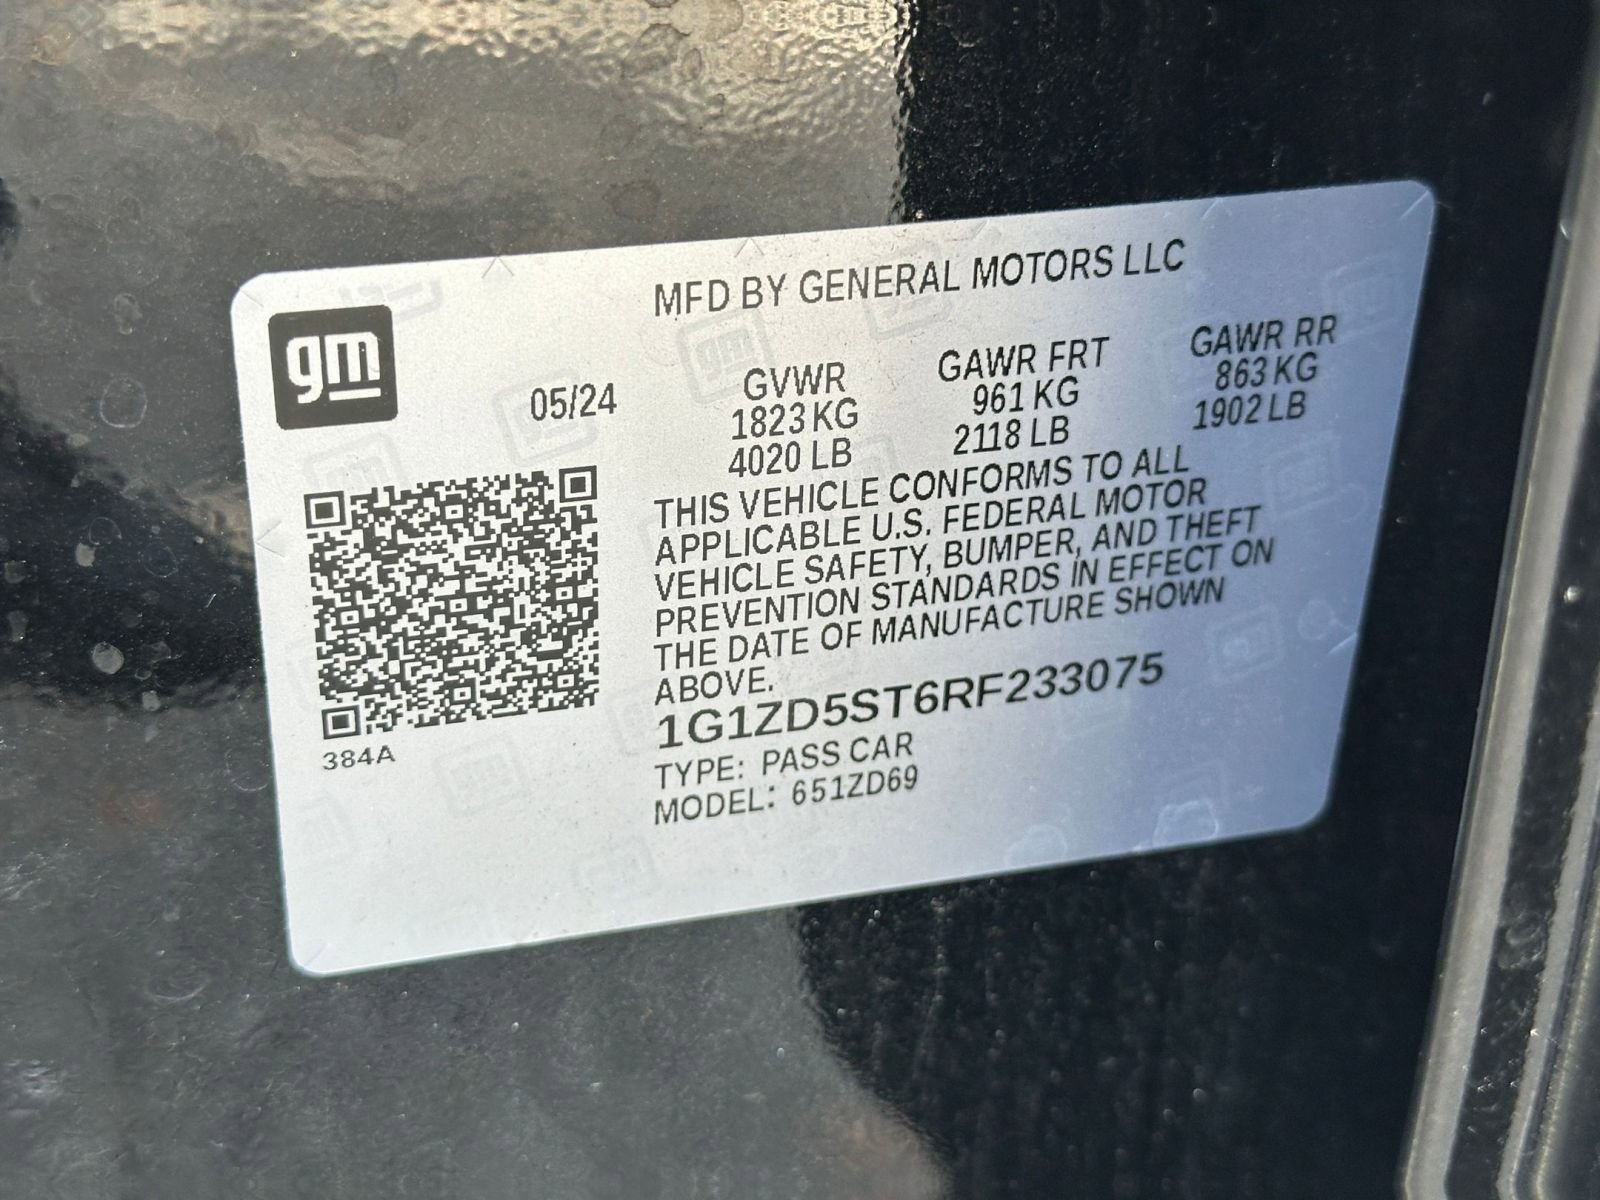 MFD BY GENERAL MOTORS LLC
gm
05/24
GVWR GAWR FRT GAWR RR
1823 KG 961 KG 863 KG
4020 LB 2118 LB 1902 LB
THIS VEHICLE CONFORMS TO ALL
APPLICABLE U.S. FEDERAL MOTOR
VEHICLE SAFETY, BUMPER, AND THEFT
PREVENTION STANDARDS IN EFFECT ON
THE DATE OF MANUFACTURE SHOWN
ABOVE.
1G1ZD5ST6RF233075
384A
TYPE: PASS CAR
MODEL: 651ZD69